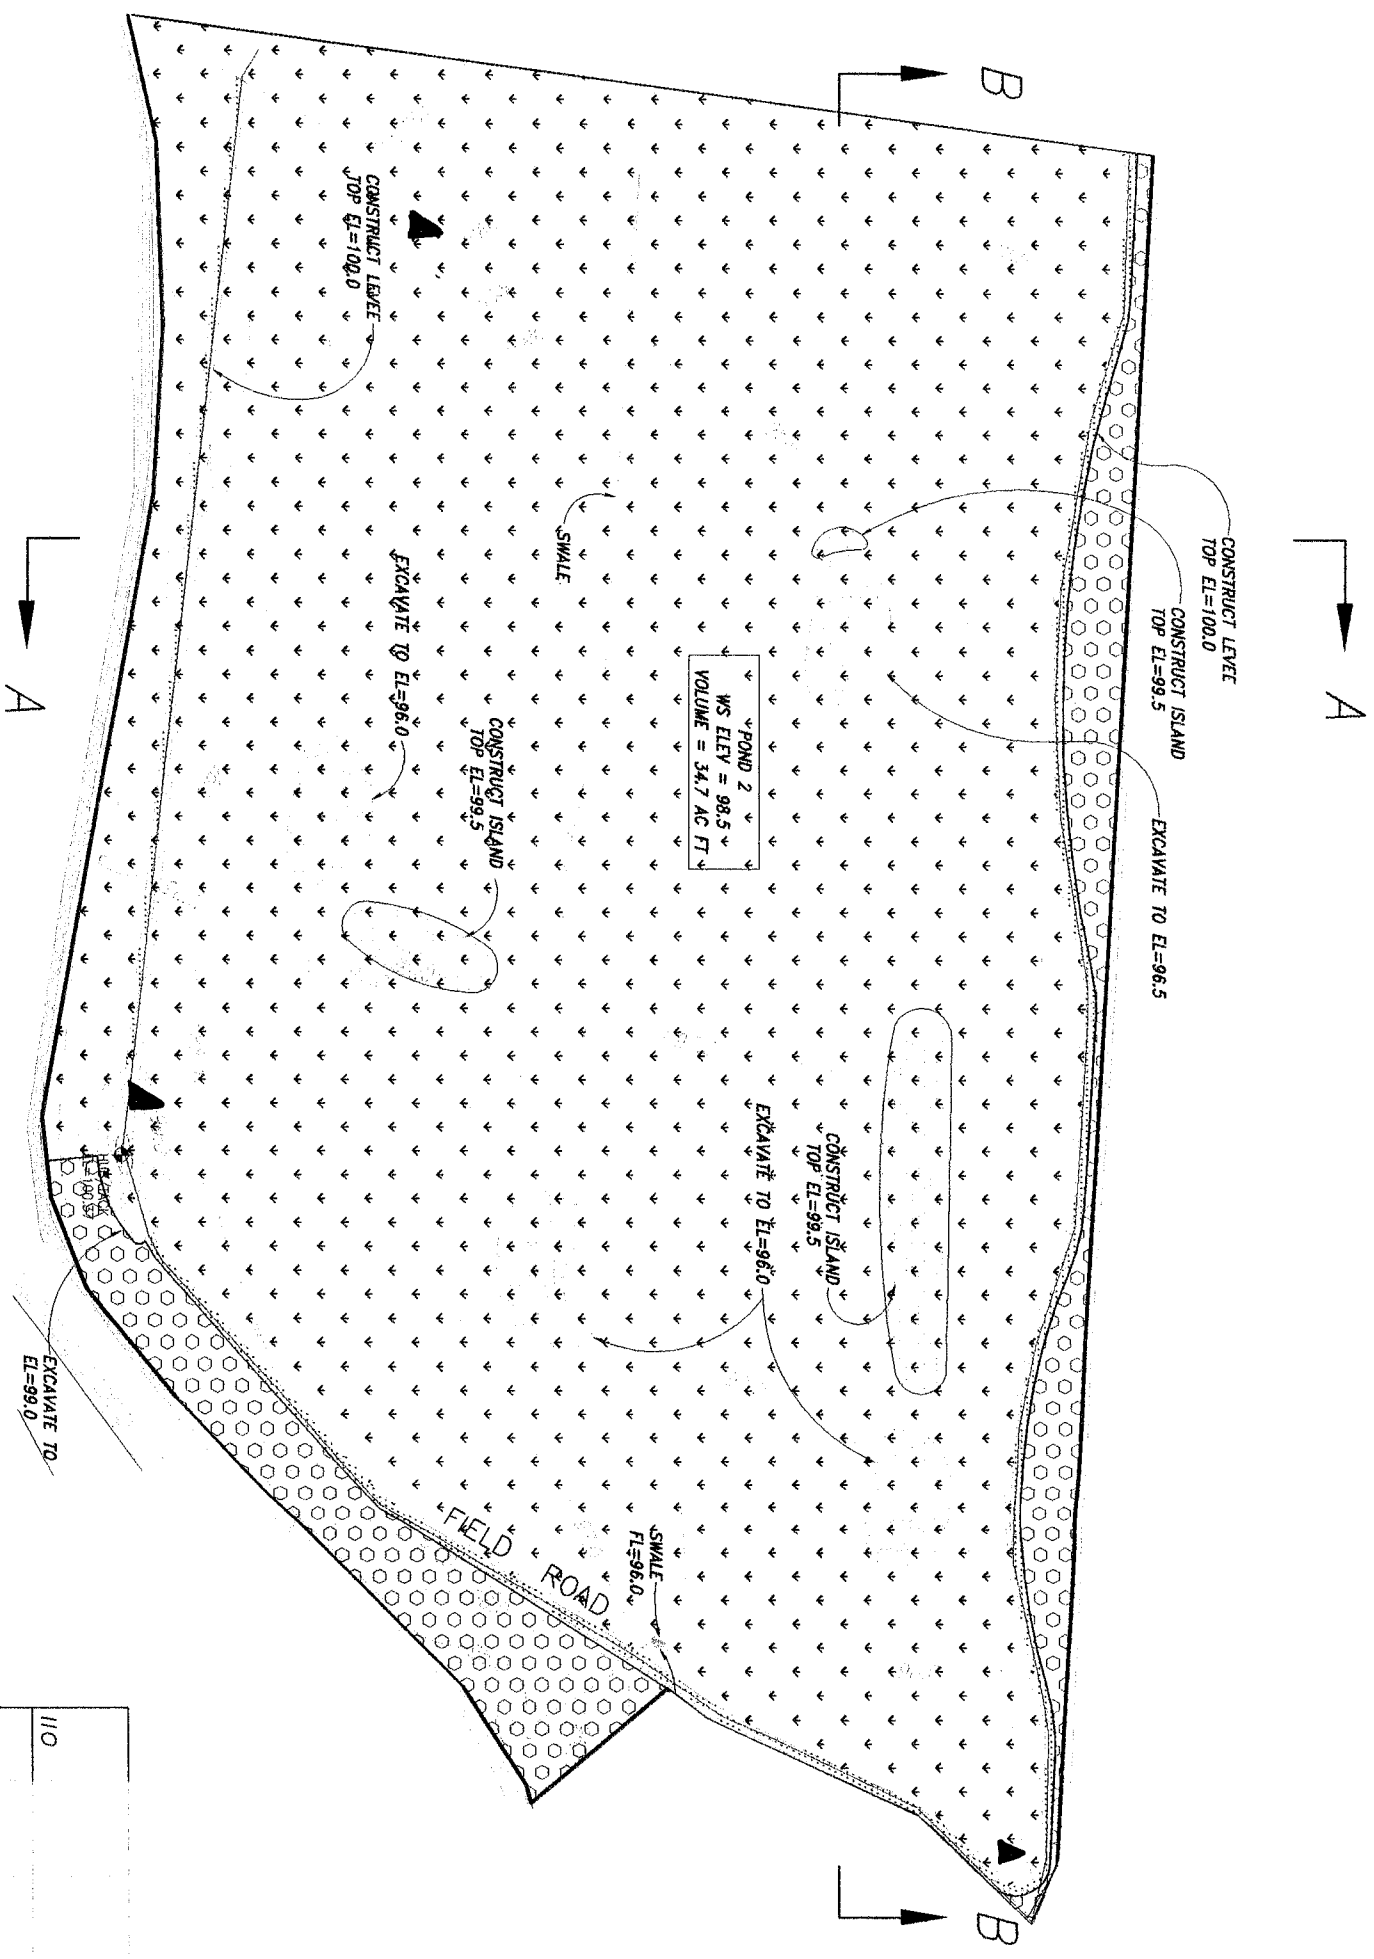 B
A
CONSTRUCT LEVEE
TOP EL=100.0
CONSTRUCT ISLAND
TOP EL=99.5
EXCAVATE TO EL=96.5
CONSTRUCT LEVEE
TOP EL=100.0
SWALE
EXCAVATE TO EL=96.0
POND 2
WS ELEV = 98.5
VOLUME = 34.7 AC FT
CONSTRUCT ISLAND
TOP EL=99.5
CONSTRUCT ISLAND
TOP EL=99.5
EXCAVATE TO EL=96.0
A
EXCAVATE TO
EL=99.0
FIELD ROAD
SWALE
FL=96.0
B
110